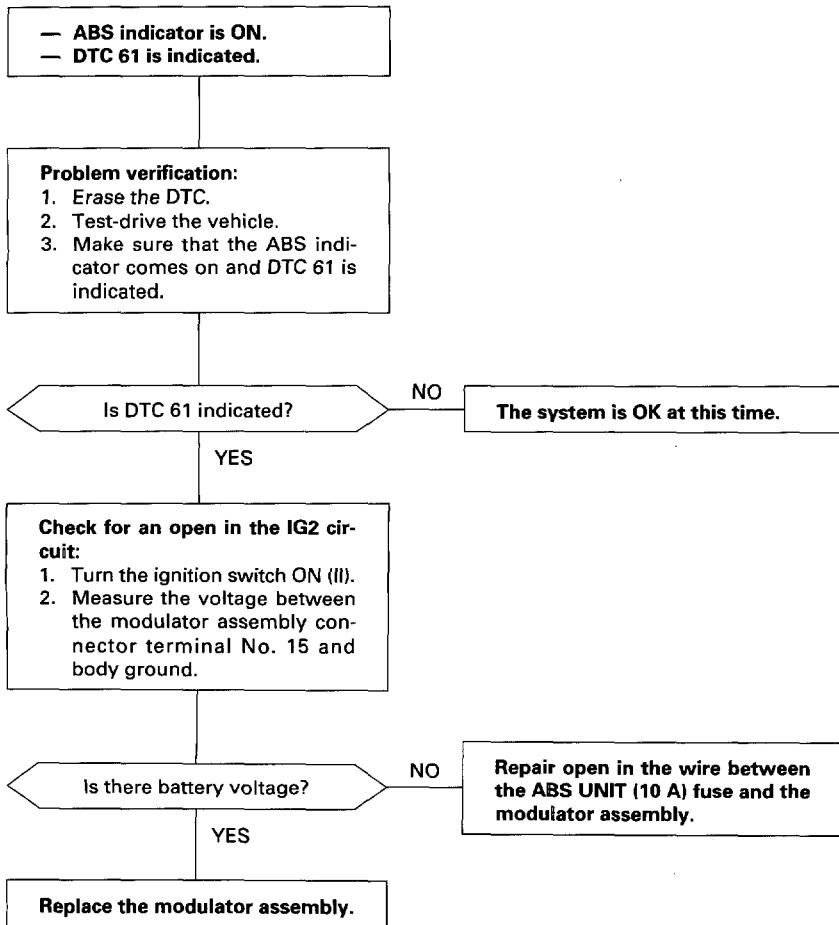 — ABS indicator is ON.
— DTC 61 is indicated.
Problem verification:
1. Erase the DTC.
2. Test-drive the vehicle.
3. Make sure that the ABS indi-
cator comes on and DTC 61 is
indicated.
Is DTC 61 indicated?
NO
The system is OK at this time.
YES
Check for an open in the IG2 cir-
cuit:
1. Turn the ignition switch ON (II).
2. Measure the voltage between
the modulator assembly con-
nector terminal No. 15 and
body ground.
Is there battery voltage?
NO
Repair open in the wire between
the ABS UNIT (10 A) fuse and the
modulator assembly.
YES
Replace the modulator assembly.